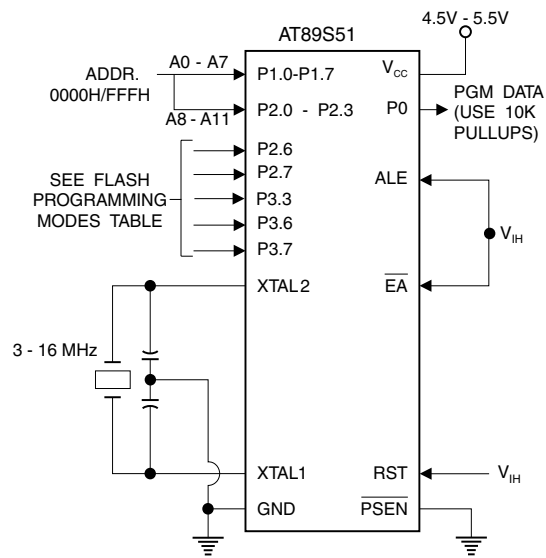 AT89S51
4.5V - 5.5V
ADDR.
0000H/FFFH
A0 - A7
A8 - A11
P1.0-P1.7
P2.0 - P2.3
P2.6
P2.7
P3.3
P3.6
P3.7
SEE FLASH
PROGRAMMING
MODES TABLE
XTAL2
3 - 16 MHz
XTAL1
GND
VCC
P0
PGM DATA
(USE 10K
PULLUPS)
ALE
VIH
EA
RST
VIH
PSEN